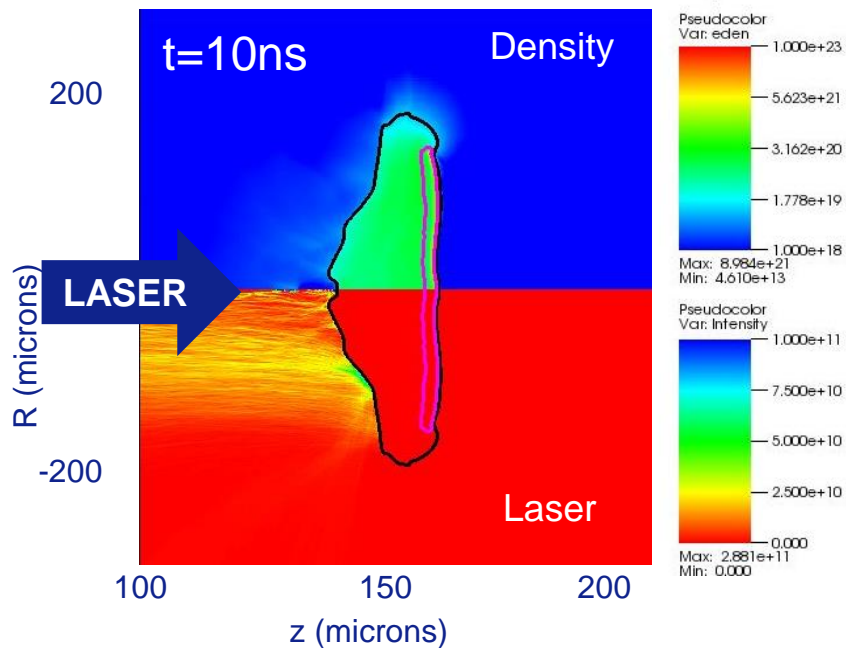 t=10ns
Density
200
LASER
R (microns)
-200
Laser
100
150
200
z (microns)
Pseudocolor
Var: eden
1.000e+23
5.623e+21
3.162e+20
1.778e+19
1.000e+18
Max: 8.984e+21
Min: 4.610e+13
Pseudocolor
Var: Intensity
1.000e+11
7.500e+10
5.000e+10
2.500e+10
0.000
Max: 2.881e+11
Min: 0.000